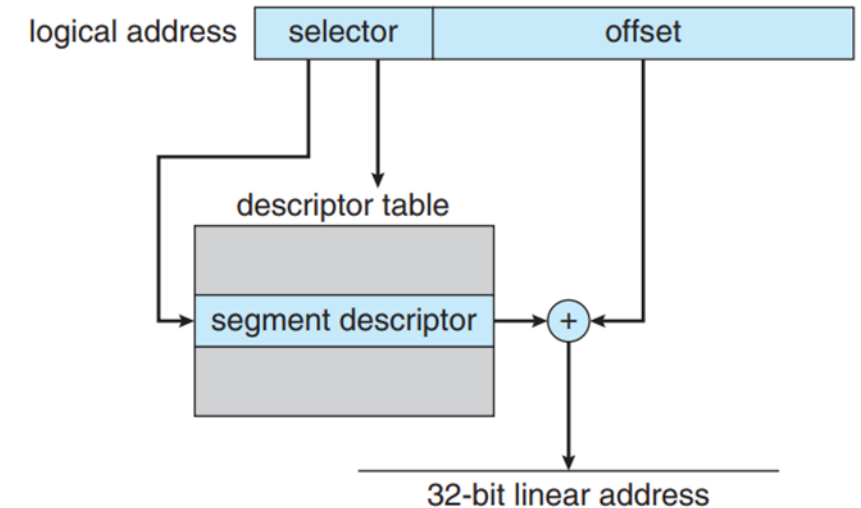 logical address selector offset
descriptor table
segment descriptor +
32-bit linear address